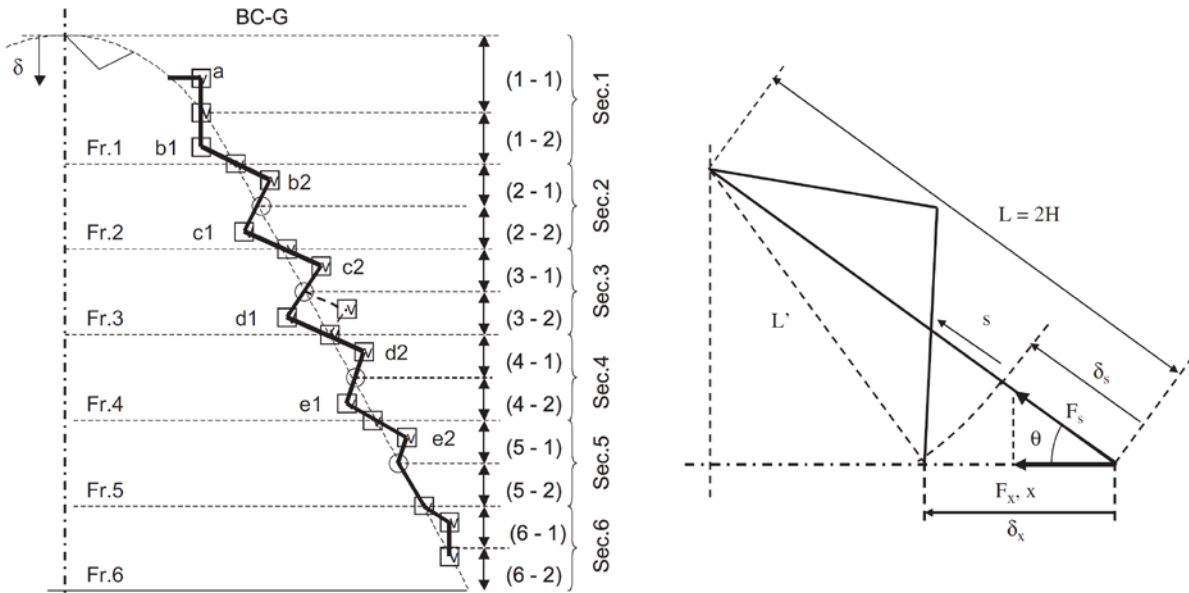 BC-G
δ
a
(1 - 1)
Sec.1
(1 - 2)
Fr.1
b1
b2
(2 - 1)
Sec.2
(2 - 2)
Fr.2
c1
c2
(3 - 1)
Sec.3
(3 - 2)
Fr.3
d1
d2
(4 - 1)
Sec.4
(4 - 2)
Fr.4
e1
e2
(5 - 1)
Sec.5
(5 - 2)
Fr.5
(6 - 1)
Sec.6
(6 - 2)
Fr.6
v
v
v
v
v
v
v
v
v
v
v
v
v
L = 2H
L'
s
δs
Fs
θ
Fx, x
δx